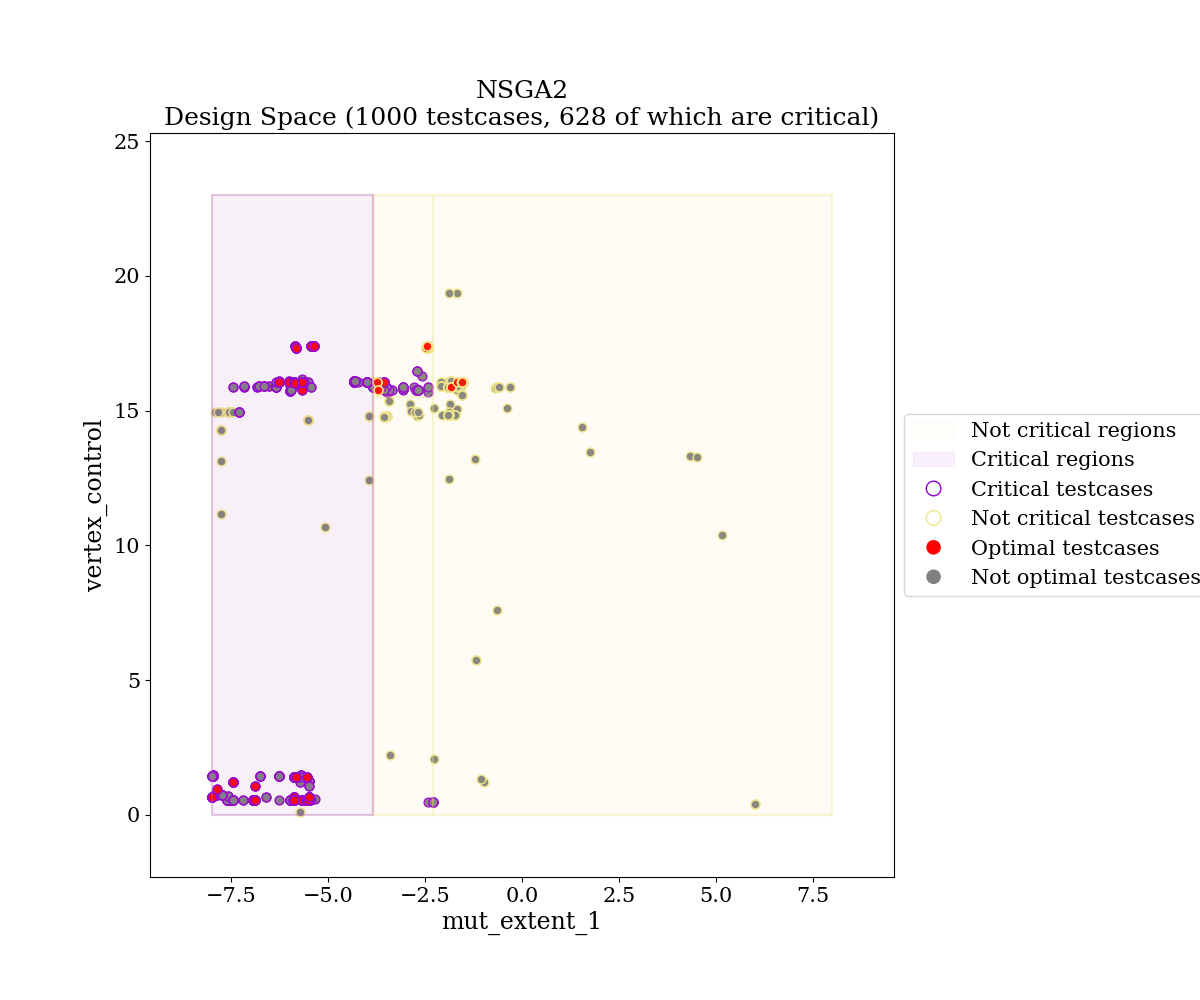 NSGA2
Design Space (1000 testcases, 628 of which are critical)
25
20
15
10
5
0
vertex_control
−7.5
−5.0
−2.5
0.0
2.5
5.0
7.5
mut_extent_1
Not critical regions
Critical regions
Critical testcases
Not critical testcases
Optimal testcases
Not optimal testcases